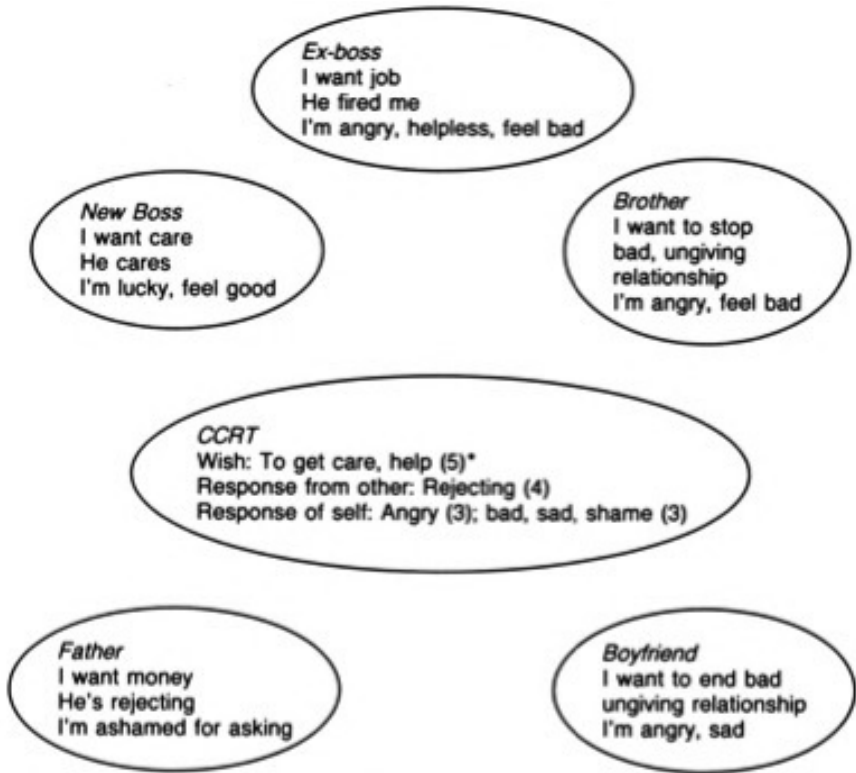 Ex-boss
I want job
He fired me
I'm angry, helpless, feel bad
New Boss
I want care
He cares
I'm lucky, feel good
Brother
I want to stop
bad, ungiving
relationship
I'm angry, feel bad
CCRT
Wish: To get care, help (5)*
Response from other: Rejecting (4)
Response of self: Angry (3); bad, sad, shame (3)
Father
I want money
He's rejecting
I'm ashamed for asking
Boyfriend
I want to end bad
ungiving relationship
I'm angry, sad